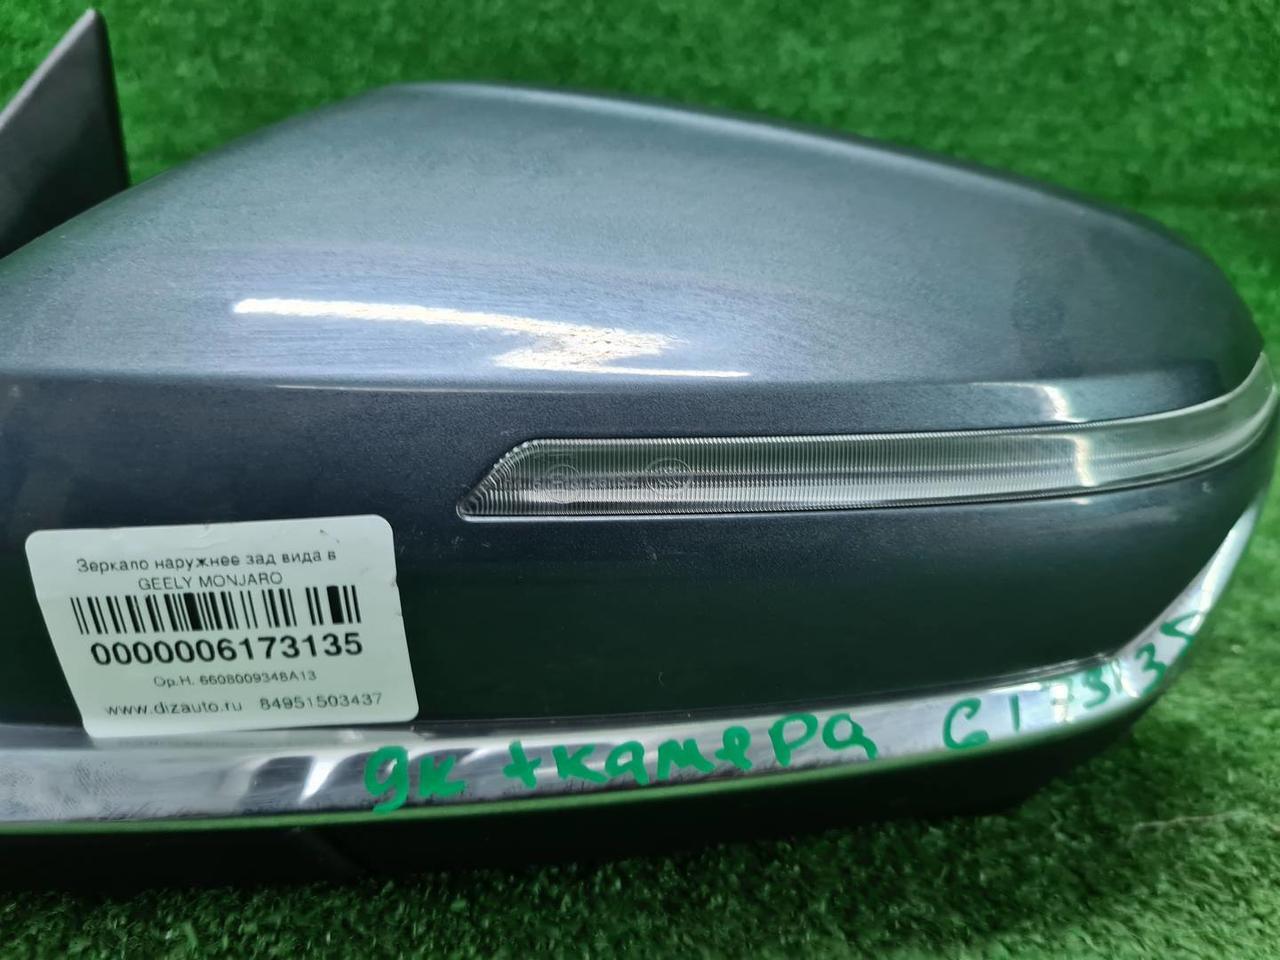 Зеркало наружнее зад вида в
GEELY MONJARO
0000006173135
Ор.Н. 6608009348А13
www.dizauto.ru 84951503437
9к +камера 6173135